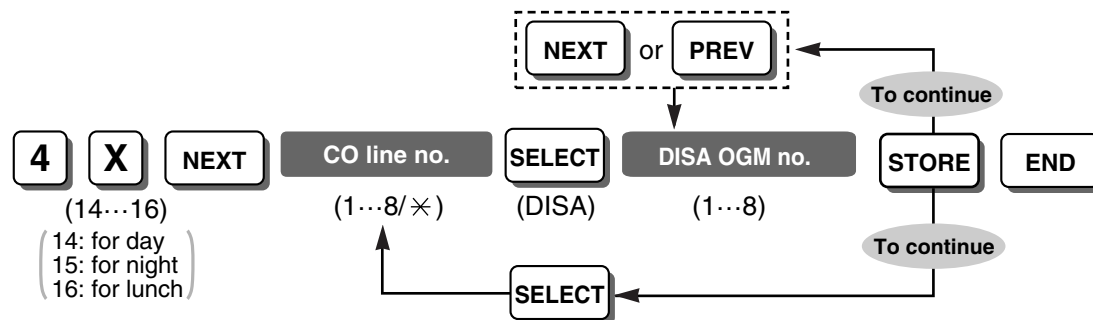 NEXT or PREV
To continue
4 X NEXT CO line no. SELECT DISA OGM no. STORE END
(14···16) (1···8/✳) (DISA) (1···8)
14: for day
15: for night
16: for lunch
To continue
SELECT